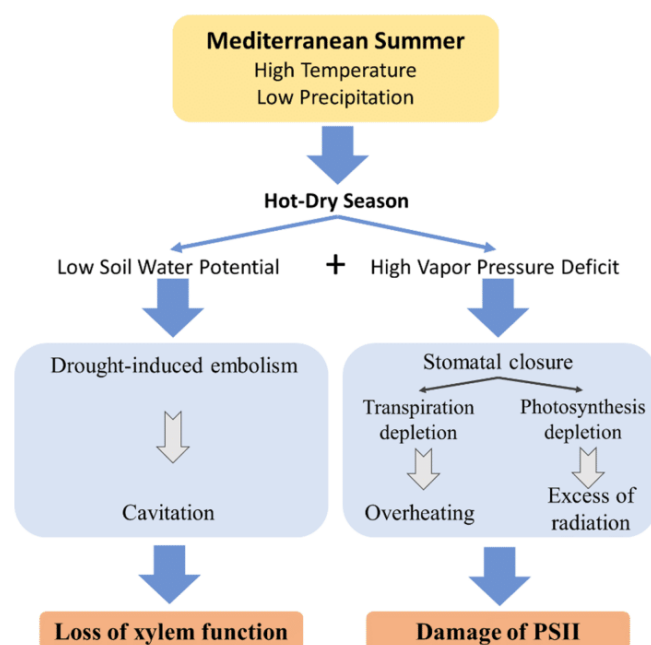 Mediterranean Summer
High Temperature
Low Precipitation
Hot-Dry Season
Low Soil Water Potential
+
High Vapor Pressure Deficit
Drought-induced embolism
Cavitation
Stomatal closure
Transpiration
depletion
Photosynthesis
depletion
Overheating
Excess of
radiation
Loss of xylem function
Damage of PSII